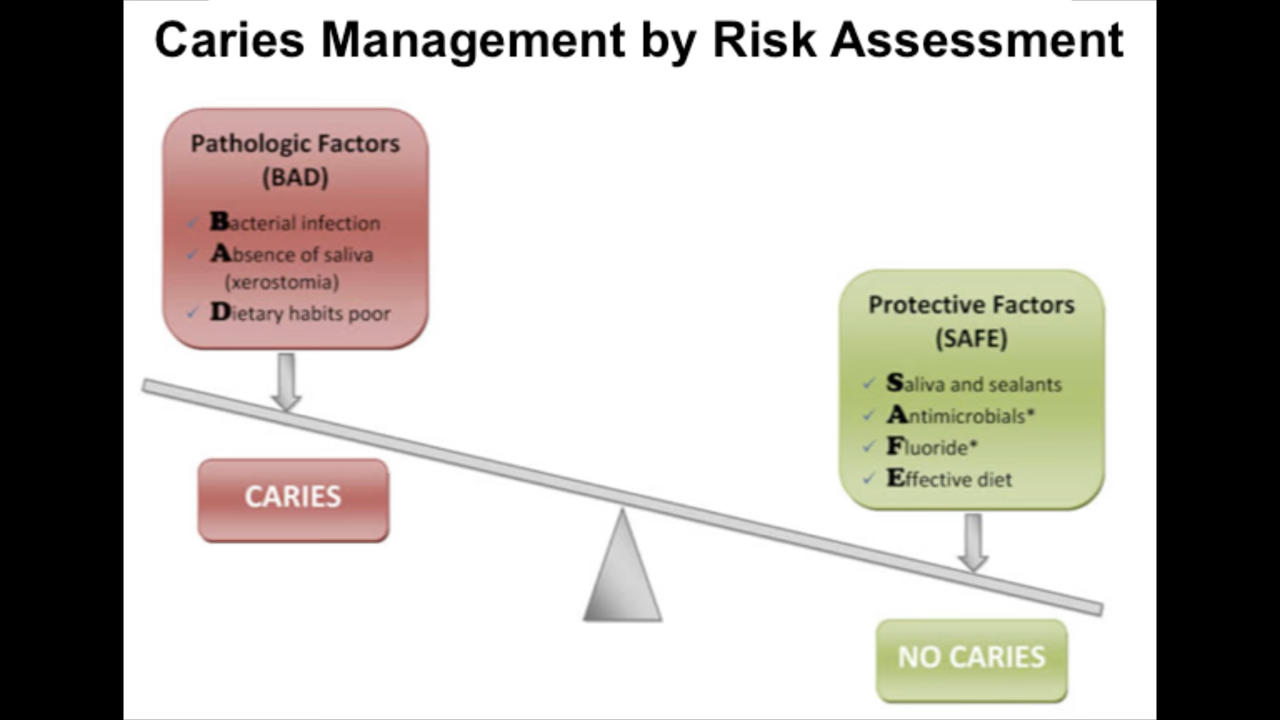 Caries Management by Risk Assessment
Pathologic Factors
(BAD)
✓ Bacterial infection
✓ Absence of saliva
(xerostomia)
✓ Dietary habits poor
CARIES
Protective Factors
(SAFE)
✓ Saliva and sealants
✓ Antimicrobials*
✓ Fluoride*
✓ Effective diet
NO CARIES